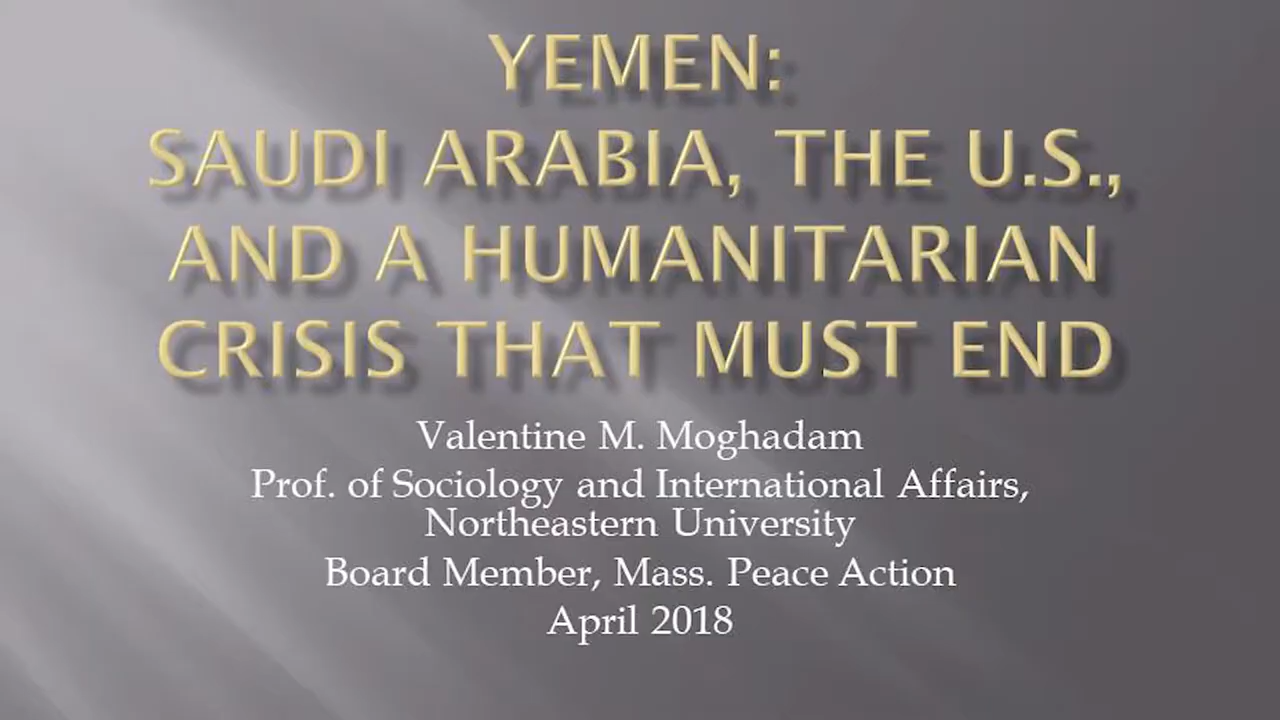 YEMEN:
SAUDI ARABIA, THE U.S.,
AND A HUMANITARIAN
CRISIS THAT MUST END
Valentine M. Moghadam
Prof. of Sociology and International Affairs,
Northeastern University
Board Member, Mass. Peace Action
April 2018